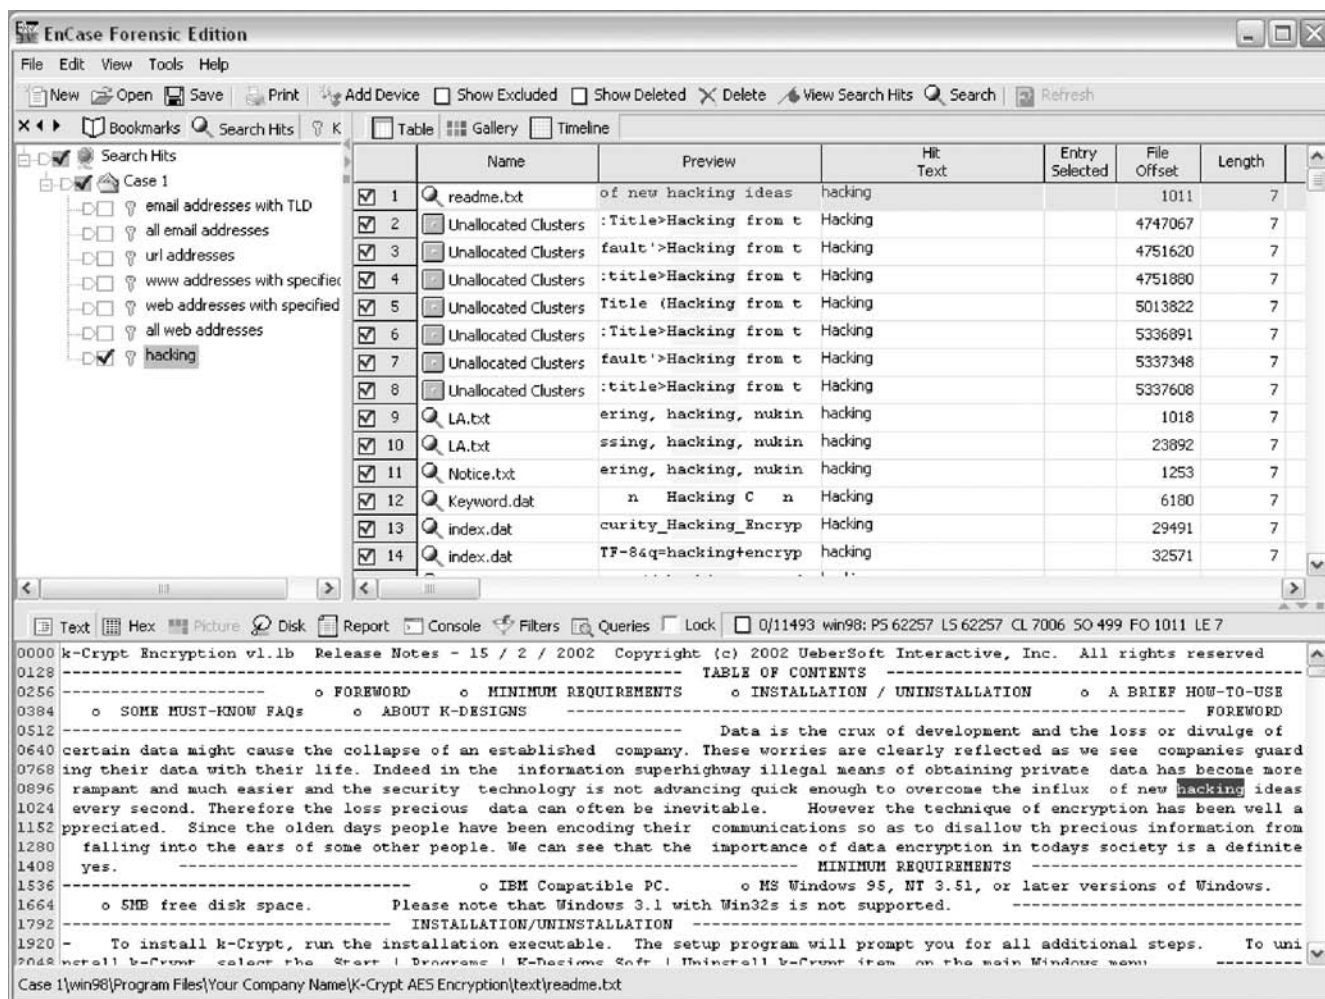 EnCase Forensic Edition
File Edit View Tools Help
New Open Save Print Add Device Show Excluded Show Deleted Delete View Search Hits Search Refresh
Bookmarks Search Hits K
Table Gallery Timeline
Search Hits
Case 1
email addresses with TLD
all email addresses
url addresses
www addresses with specified
web addresses with specified
all web addresses
hacking
Name Preview Hit Text Entry Selected File Offset Length
1 readme.txt of new hacking ideas hacking 1011 7
2 Unallocated Clusters :Title>Hacking from t Hacking 4747067 7
3 Unallocated Clusters fault'>Hacking from t Hacking 4751620 7
4 Unallocated Clusters :title>Hacking from t Hacking 4751880 7
5 Unallocated Clusters Title (Hacking from t Hacking 5013822 7
6 Unallocated Clusters :Title>Hacking from t Hacking 5336891 7
7 Unallocated Clusters fault'>Hacking from t Hacking 5337348 7
8 Unallocated Clusters :title>Hacking from t Hacking 5337608 7
9 LA.txt ering, hacking, nukin hacking 1018 7
10 LA.txt ssing, hacking, nukin hacking 23892 7
11 Notice.txt ering, hacking, nukin hacking 1253 7
12 Keyword.dat n Hacking C n Hacking 6180 7
13 index.dat curity_Hacking_Encryp Hacking 29491 7
14 index.dat TF-8&q=hacking+encryp hacking 32571 7
Text Hex Picture Disk Report Console Filters Queries Lock 0/11493 win98: PS 62257 LS 62257 CL 7006 SO 499 FO 1011 LE 7
0000 k-Crypt Encryption v1.1b Release Notes - 15 / 2 / 2002 Copyright (c) 2002 UeberSoft Interactive, Inc. All rights reserved
0128 ---------- TABLE OF CONTENTS ----------
0256 ---------- o FOREWORD o MINIMUM REQUIREMENTS o INSTALLATION / UNINSTALLATION o A BRIEF HOW-TO-USE
0384 o SOME MUST-KNOW FAQs o ABOUT K-DESIGNS ---------- FOREWORD
0512 ---------- Data is the crux of development and the loss or divulge of
0640 certain data might cause the collapse of an established company. These worries are clearly reflected as we see companies guard
0768 ing their data with their life. Indeed in the information superhighway illegal means of obtaining private data has become more
0896 rampant and much easier and the security technology is not advancing quick enough to overcome the influx of new hacking ideas
1024 every second. Therefore the loss precious data can often be inevitable. However the technique of encryption has been well a
1152 ppreciated. Since the olden days people have been encoding their communications so as to disallow th precious information from
1280 falling into the ears of some other people. We can see that the importance of data encryption in todays society is a definite
1408 yes. ---------- MINIMUM REQUIREMENTS ----------
1536 ---------- o IBM Compatible PC. o MS Windows 95, NT 3.51, or later versions of Windows.
1664 o 5MB free disk space. Please note that Windows 3.1 with Win32s is not supported. ----------
1792 ---------- INSTALLATION/UNINSTALLATION ----------
1920 - To install k-Crypt, run the installation executable. The setup program will prompt you for all additional steps. To uni
2048 nstall k-Crypt select the Start | Programs | K-Designs Soft | Uninstall k-Crypt item on the main Windows menu ----------
Case 1\win98\Program Files\Your Company Name\K-Crypt AES Encryption\text\readme.txt